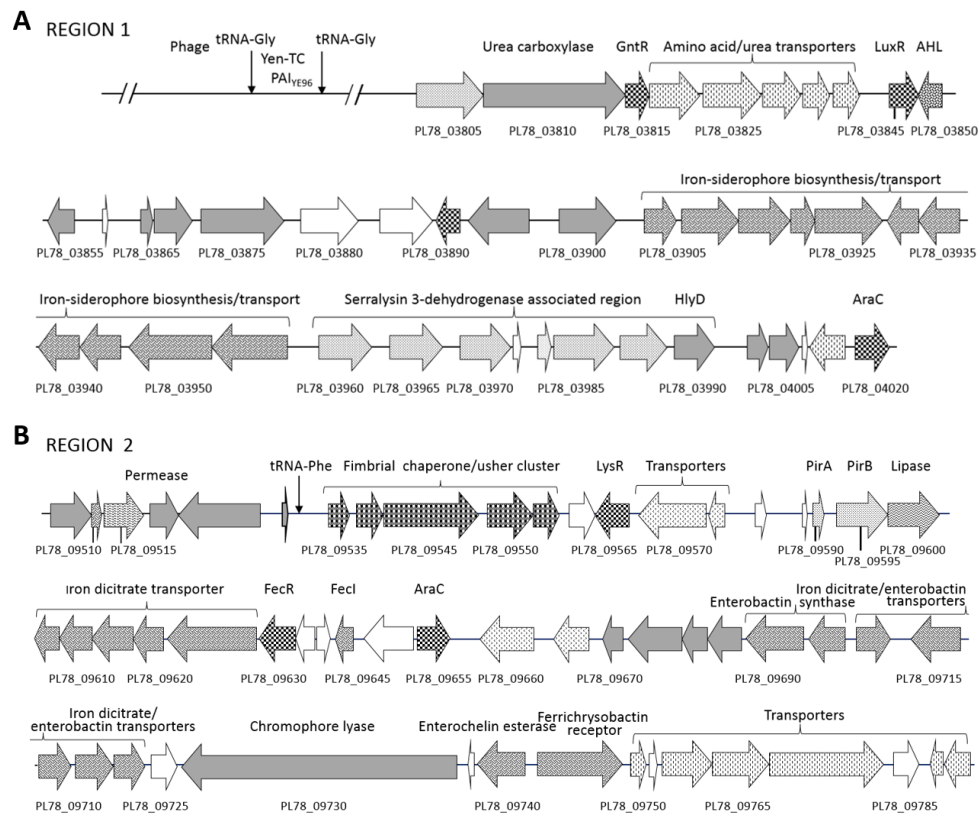 A REGION 1
Phage tRNA-Gly Yen-TC PAIYE96 tRNA-Gly Urea carboxylase GntR Amino acid/urea transporters LuxR AHL
PL78_03805 PL78_03810 PL78_03815 PL78_03825 PL78_03845 PL78_03850
Iron-siderophore biosynthesis/transport
PL78_03855 PL78_03865 PL78_03875 PL78_03880 PL78_03890 PL78_03900 PL78_03905 PL78_03925 PL78_03935
Iron-siderophore biosynthesis/transport Serralysin 3-dehydrogenase associated region HlyD AraC
PL78_03940 PL78_03950 PL78_03960 PL78_03965 PL78_03970 PL78_03985 PL78_03990 PL78_04005 PL78_04020
B REGION 2
Permease tRNA-Phe Fimbrial chaperone/usher cluster LysR Transporters PirA PirB Lipase
PL78_09510 PL78_09515 PL78_09535 PL78_09545 PL78_09550 PL78_09565 PL78_09570 PL78_09590 PL78_09595 PL78_09600
Iron dicitrate transporter FecR FecI AraC Enterobactin synthase Iron dicitrate/enterobactin transporters
PL78_09610 PL78_09620 PL78_09630 PL78_09645 PL78_09655 PL78_09660 PL78_09670 PL78_09690 PL78_09715
Iron dicitrate/ enterobactin transporters Chromophore lyase Enterochelin esterase Ferrichrysobactin receptor Transporters
PL78_09710 PL78_09725 PL78_09730 PL78_09740 PL78_09750 PL78_09765 PL78_09785